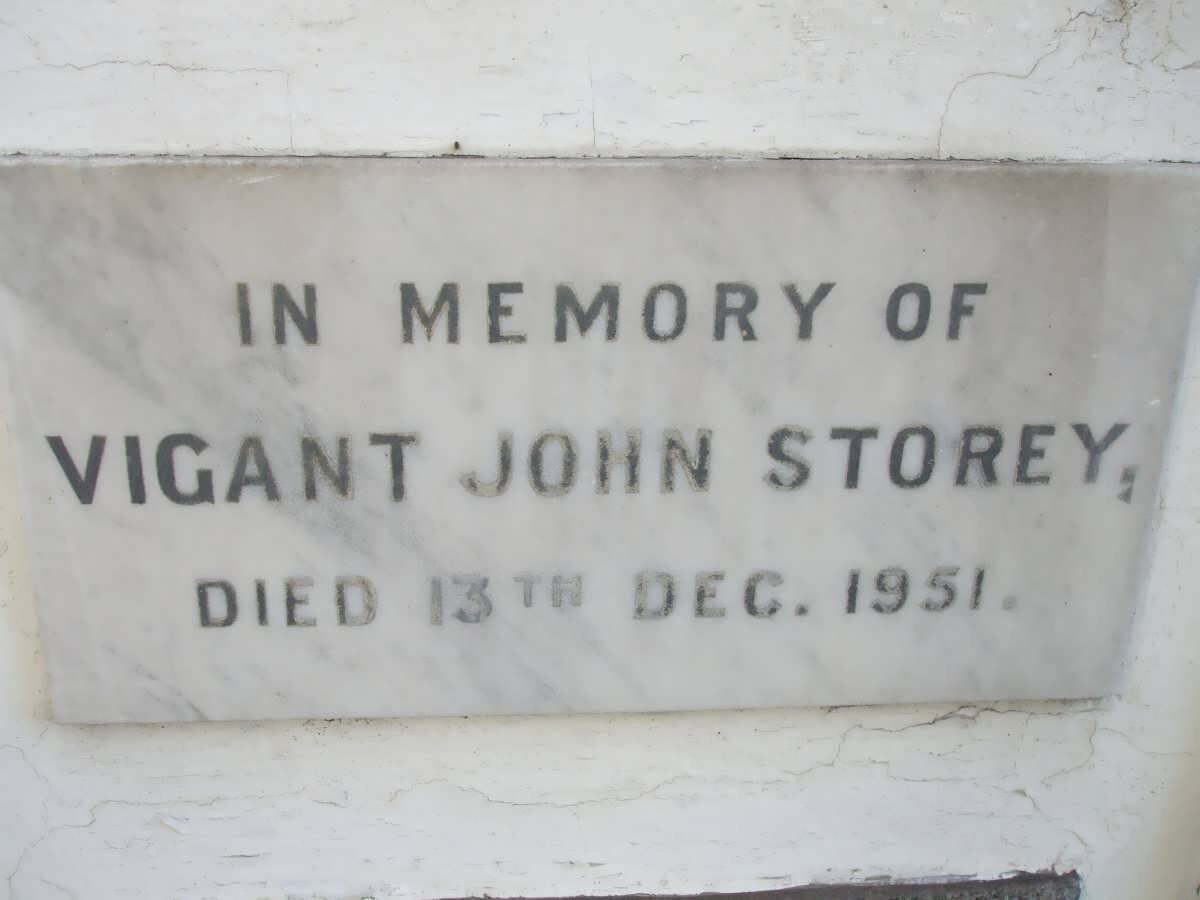 IN MEMORY OF
VIGANT JOHN STOREY,
DIED 13TH DEC. 1951.